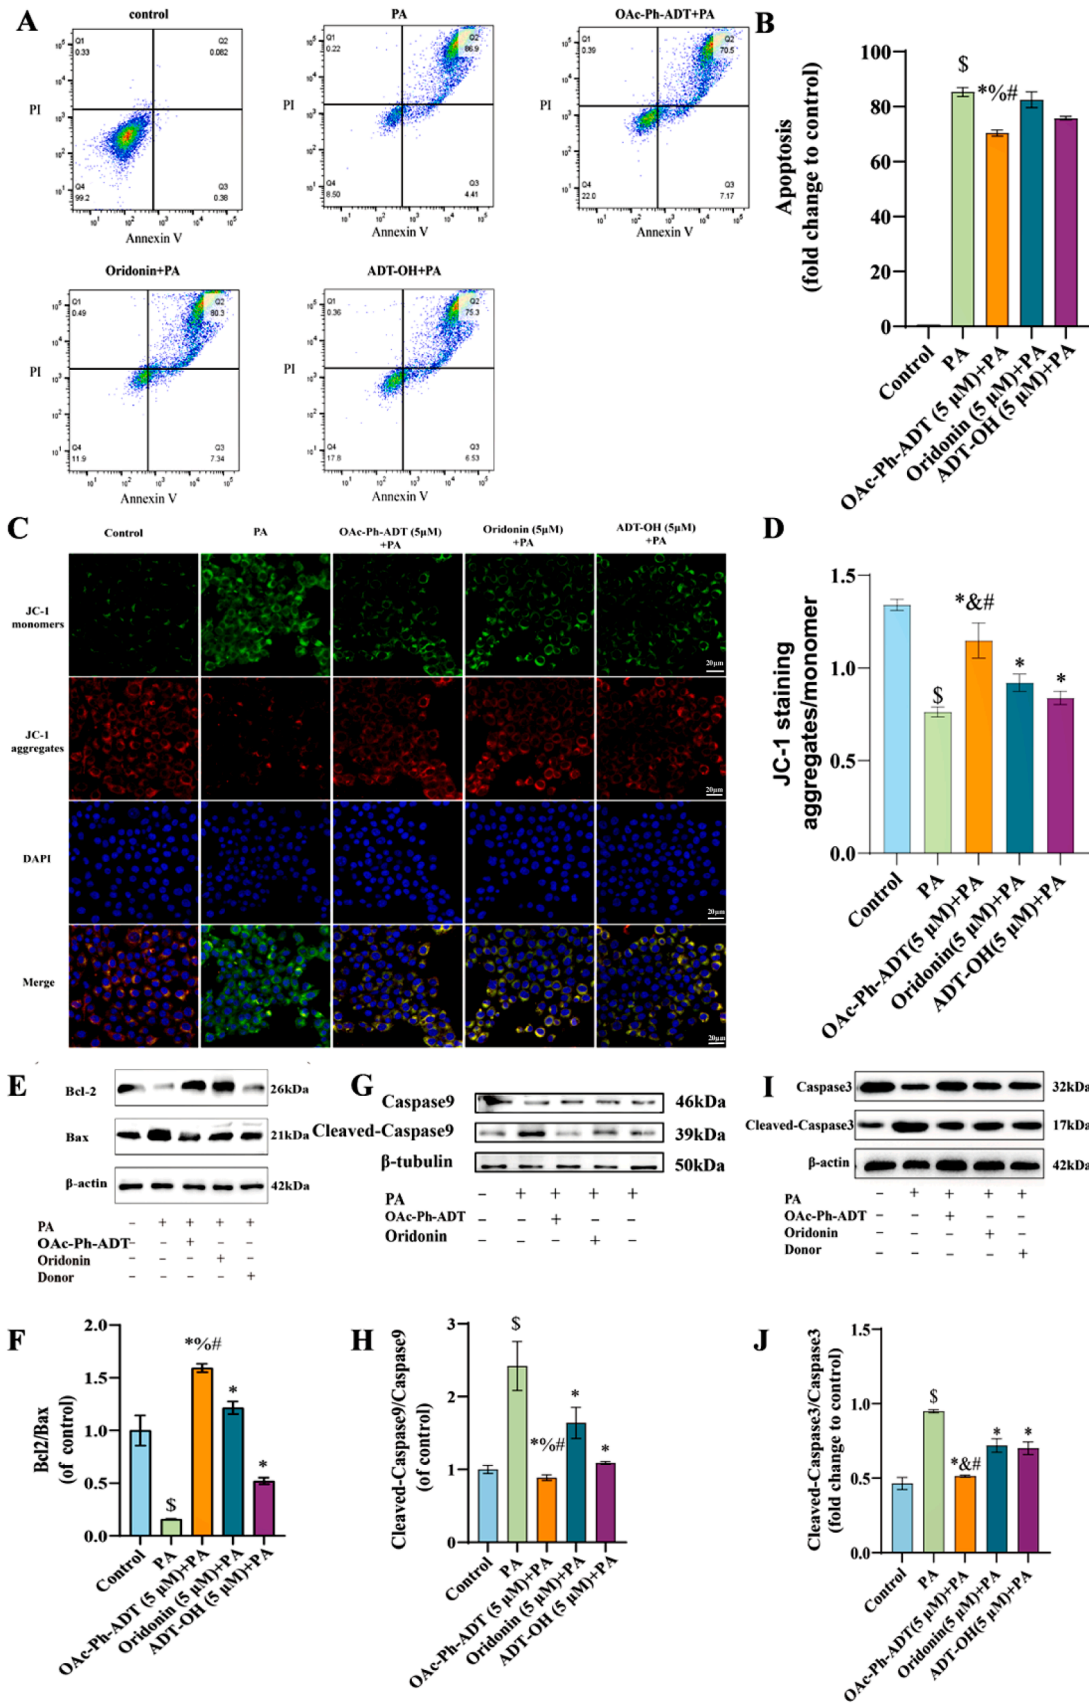 A
control
Q1
0.33
Q2
0.082
PI
Q4
99.2
Q3
0.38
Annexin V
PA
Q1
0.22
Q2
86.9
PI
Q4
8.50
Q3
4.41
Annexin V
OAc-Ph-ADT+PA
Q1
0.39
Q2
70.5
PI
Q4
22.0
Q3
7.17
Annexin V
Oridonin+PA
Q1
0.49
Q2
80.3
PI
Q4
11.9
Q3
7.34
Annexin V
ADT-OH+PA
Q1
0.36
Q2
75.3
PI
Q4
17.8
Q3
6.53
Annexin V
B
Apoptosis
(fold change to control)
100
80
60
40
20
0
$
*%#
Control
PA
OAc-Ph-ADT (5 μM)+PA
Oridonin (5 μM)+PA
ADT-OH (5 μM)+PA
C
Control
PA
OAc-Ph-ADT (5μM)
+PA
Oridonin (5μM)
+PA
ADT-OH (5μM)
+PA
JC-1
monomers
20μm
JC-1
aggregates
20μm
DAPI
20μm
Merge
20μm
D
JC-1 staining
aggregates/monomer
1.5
1.0
0.5
0.0
$
*&#
*
*
Control
PA
OAc-Ph-ADT(5 μM)+PA
Oridonin(5 μM)+PA
ADT-OH(5 μM)+PA
E
Bcl-2
26kDa
Bax
21kDa
β-actin
42kDa
PA - + + + +
OAc-Ph-ADT - - + - -
Oridonin - - - + -
Donor - - - - +
G
Caspase9
46kDa
Cleaved-Caspase9
39kDa
β-tubulin
50kDa
PA - + + + +
OAc-Ph-ADT - - + - -
Oridonin - - - + -
I
Caspase3
32kDa
Cleaved-Caspase3
17kDa
β-actin
42kDa
PA - + + + +
OAc-Ph-ADT - - + - -
Oridonin - - - + -
Donor - - - - +
F
Bcl2/Bax
(of control)
2.0
1.5
1.0
0.5
0.0
$
*%#
*
*
Control
PA
OAc-Ph-ADT (5 μM)+PA
Oridonin (5 μM)+PA
ADT-OH (5 μM)+PA
H
Cleaved-Caspase9/Caspase9
(of control)
3
2
1
0
$
*%#
*
*
Control
PA
OAc-Ph-ADT (5 μM)+PA
Oridonin (5 μM)+PA
ADT-OH (5 μM)+PA
J
Cleaved-Caspase3/Caspase3
(fold change to control)
1.5
1.0
0.5
0.0
$
*&#
*
*
Control
PA
OAc-Ph-ADT(5 μM)+PA
Oridonin(5 μM)+PA
ADT-OH(5 μM)+PA